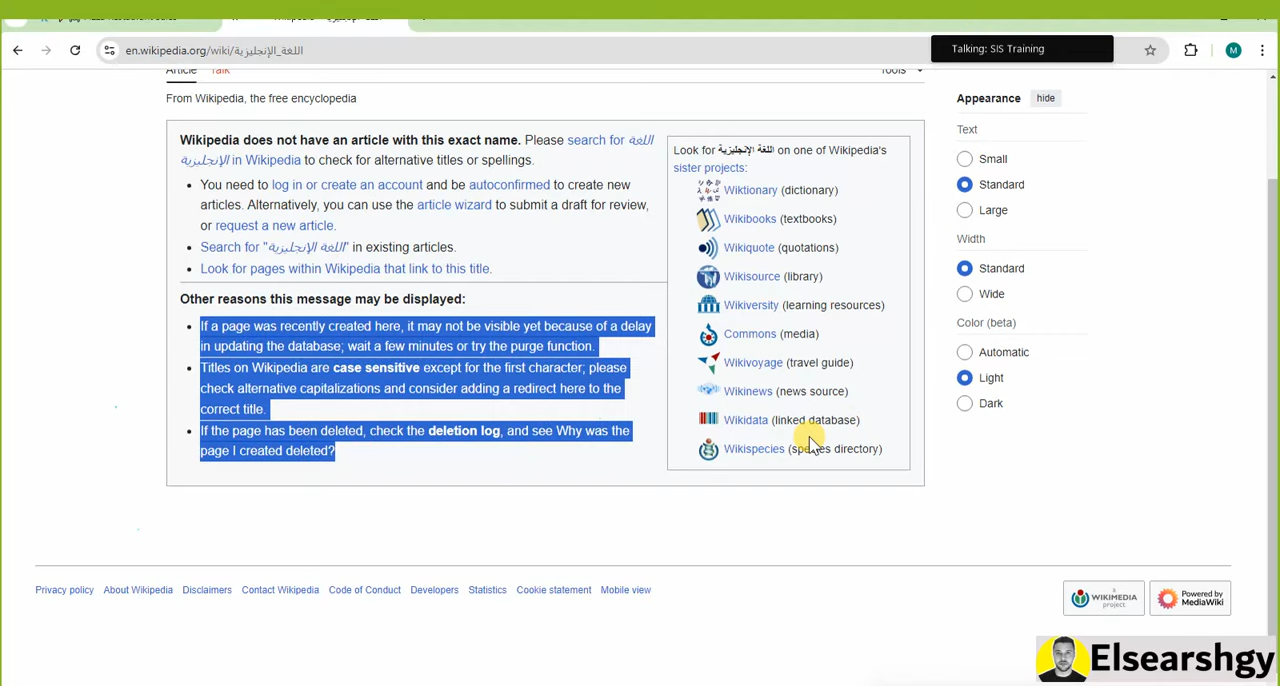 en.wikipedia.org/wiki/اللغة_الإنجليزية
Talking: SIS Training
M
Article Talk
Tools
From Wikipedia, the free encyclopedia
Wikipedia does not have an article with this exact name. Please search for اللغة
الإنجليزية in Wikipedia to check for alternative titles or spellings.
You need to log in or create an account and be autoconfirmed to create new
articles. Alternatively, you can use the article wizard to submit a draft for review,
or request a new article.
Search for "اللغة الإنجليزية" in existing articles.
Look for pages within Wikipedia that link to this title.
Other reasons this message may be displayed:
If a page was recently created here, it may not be visible yet because of a delay
in updating the database; wait a few minutes or try the purge function.
Titles on Wikipedia are case sensitive except for the first character; please
check alternative capitalizations and consider adding a redirect here to the
correct title.
If the page has been deleted, check the deletion log, and see Why was the
page I created deleted?
Look for اللغة الإنجليزية on one of Wikipedia's
sister projects:
Wiktionary (dictionary)
Wikibooks (textbooks)
Wikiquote (quotations)
Wikisource (library)
Wikiversity (learning resources)
Commons (media)
Wikivoyage (travel guide)
Wikinews (news source)
Wikidata (linked database)
Wikispecies (species directory)
Appearance hide
Text
Small
Standard
Large
Width
Standard
Wide
Color (beta)
Automatic
Light
Dark
Privacy policy About Wikipedia Disclaimers Contact Wikipedia Code of Conduct Developers Statistics Cookie statement Mobile view
A
WIKIMEDIA
project
Powered by
MediaWiki
Elsearshgy